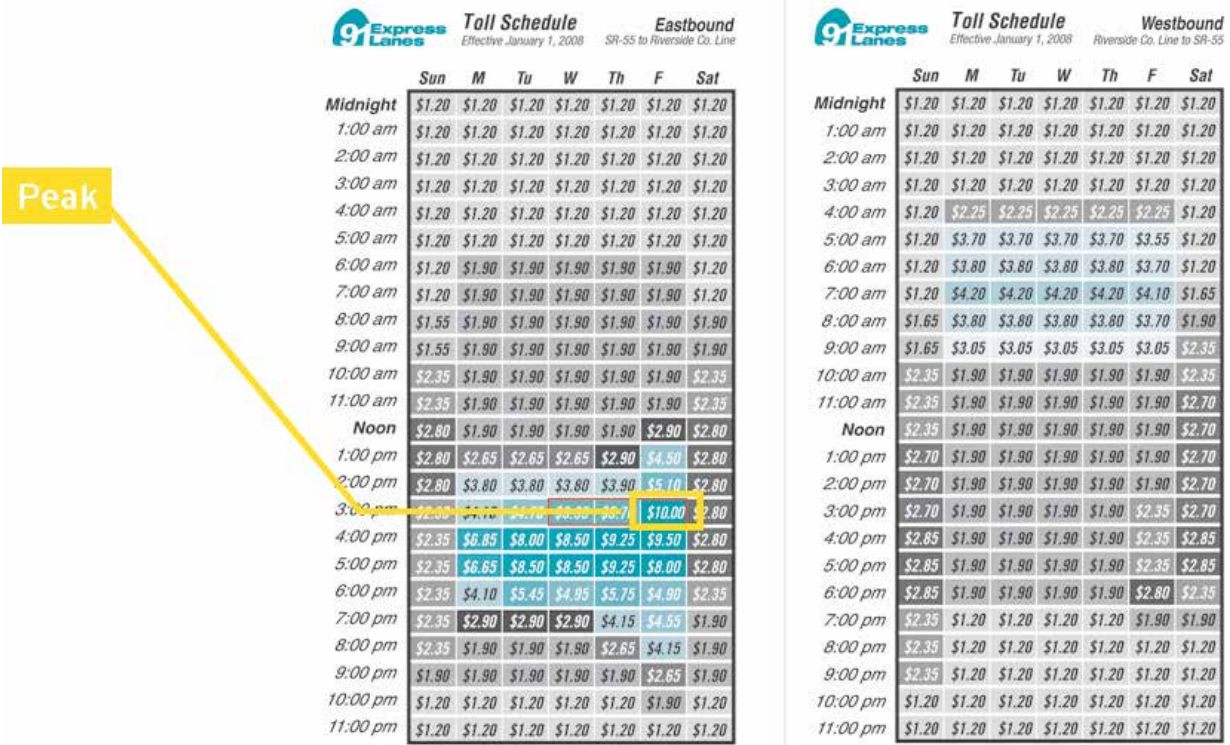 Peak
91 Express Lanes
Toll Schedule
Effective January 1, 2008
Eastbound
SR-55 to Riverside Co. Line
Sun M Tu W Th F Sat
Midnight $1.20 $1.20 $1.20 $1.20 $1.20 $1.20 $1.20
1:00 am $1.20 $1.20 $1.20 $1.20 $1.20 $1.20 $1.20
2:00 am $1.20 $1.20 $1.20 $1.20 $1.20 $1.20 $1.20
3:00 am $1.20 $1.20 $1.20 $1.20 $1.20 $1.20 $1.20
4:00 am $1.20 $1.20 $1.20 $1.20 $1.20 $1.20 $1.20
5:00 am $1.20 $1.20 $1.20 $1.20 $1.20 $1.20 $1.20
6:00 am $1.20 $1.90 $1.90 $1.90 $1.90 $1.90 $1.20
7:00 am $1.20 $1.90 $1.90 $1.90 $1.90 $1.90 $1.20
8:00 am $1.55 $1.90 $1.90 $1.90 $1.90 $1.90 $1.90
9:00 am $1.55 $1.90 $1.90 $1.90 $1.90 $1.90 $1.90
10:00 am $2.35 $1.90 $1.90 $1.90 $1.90 $1.90 $2.35
11:00 am $2.35 $1.90 $1.90 $1.90 $1.90 $1.90 $2.35
Noon $2.80 $1.90 $1.90 $1.90 $1.90 $2.90 $2.80
1:00 pm $2.80 $2.65 $2.65 $2.65 $2.90 $4.50 $2.80
2:00 pm $2.80 $3.80 $3.80 $3.80 $3.90 $5.10 $2.80
3:00 pm $10.00 $2.80
4:00 pm $2.35 $6.85 $8.00 $8.50 $9.25 $9.50 $2.80
5:00 pm $2.35 $6.65 $8.50 $8.50 $9.25 $8.00 $2.80
6:00 pm $2.35 $4.10 $5.45 $4.95 $5.75 $4.90 $2.35
7:00 pm $2.35 $2.90 $2.90 $2.90 $4.15 $4.55 $1.90
8:00 pm $2.35 $1.90 $1.90 $1.90 $2.65 $4.15 $1.90
9:00 pm $1.90 $1.90 $1.90 $1.90 $1.90 $2.65 $1.90
10:00 pm $1.20 $1.20 $1.20 $1.20 $1.20 $1.90 $1.20
11:00 pm $1.20 $1.20 $1.20 $1.20 $1.20 $1.20 $1.20
91 Express Lanes
Toll Schedule
Effective January 1, 2008
Westbound
Riverside Co. Line to SR-55
Sun M Tu W Th F Sat
Midnight $1.20 $1.20 $1.20 $1.20 $1.20 $1.20 $1.20
1:00 am $1.20 $1.20 $1.20 $1.20 $1.20 $1.20 $1.20
2:00 am $1.20 $1.20 $1.20 $1.20 $1.20 $1.20 $1.20
3:00 am $1.20 $1.20 $1.20 $1.20 $1.20 $1.20 $1.20
4:00 am $1.20 $2.25 $2.25 $2.25 $2.25 $2.25 $1.20
5:00 am $1.20 $3.70 $3.70 $3.70 $3.70 $3.55 $1.20
6:00 am $1.20 $3.80 $3.80 $3.80 $3.80 $3.70 $1.20
7:00 am $1.20 $4.20 $4.20 $4.20 $4.20 $4.10 $1.65
8:00 am $1.65 $3.80 $3.80 $3.80 $3.80 $3.70 $1.90
9:00 am $1.65 $3.05 $3.05 $3.05 $3.05 $3.05 $2.35
10:00 am $2.35 $1.90 $1.90 $1.90 $1.90 $1.90 $2.35
11:00 am $2.35 $1.90 $1.90 $1.90 $1.90 $1.90 $2.70
Noon $2.35 $1.90 $1.90 $1.90 $1.90 $1.90 $2.70
1:00 pm $2.70 $1.90 $1.90 $1.90 $1.90 $1.90 $2.70
2:00 pm $2.70 $1.90 $1.90 $1.90 $1.90 $1.90 $2.70
3:00 pm $2.70 $1.90 $1.90 $1.90 $1.90 $2.35 $2.70
4:00 pm $2.85 $1.90 $1.90 $1.90 $1.90 $2.35 $2.85
5:00 pm $2.85 $1.90 $1.90 $1.90 $1.90 $2.35 $2.85
6:00 pm $2.85 $1.90 $1.90 $1.90 $1.90 $2.80 $2.35
7:00 pm $2.35 $1.20 $1.20 $1.20 $1.20 $1.90 $1.90
8:00 pm $2.35 $1.20 $1.20 $1.20 $1.20 $1.20 $1.20
9:00 pm $2.35 $1.20 $1.20 $1.20 $1.20 $1.20 $1.20
10:00 pm $1.20 $1.20 $1.20 $1.20 $1.20 $1.20 $1.20
11:00 pm $1.20 $1.20 $1.20 $1.20 $1.20 $1.20 $1.20